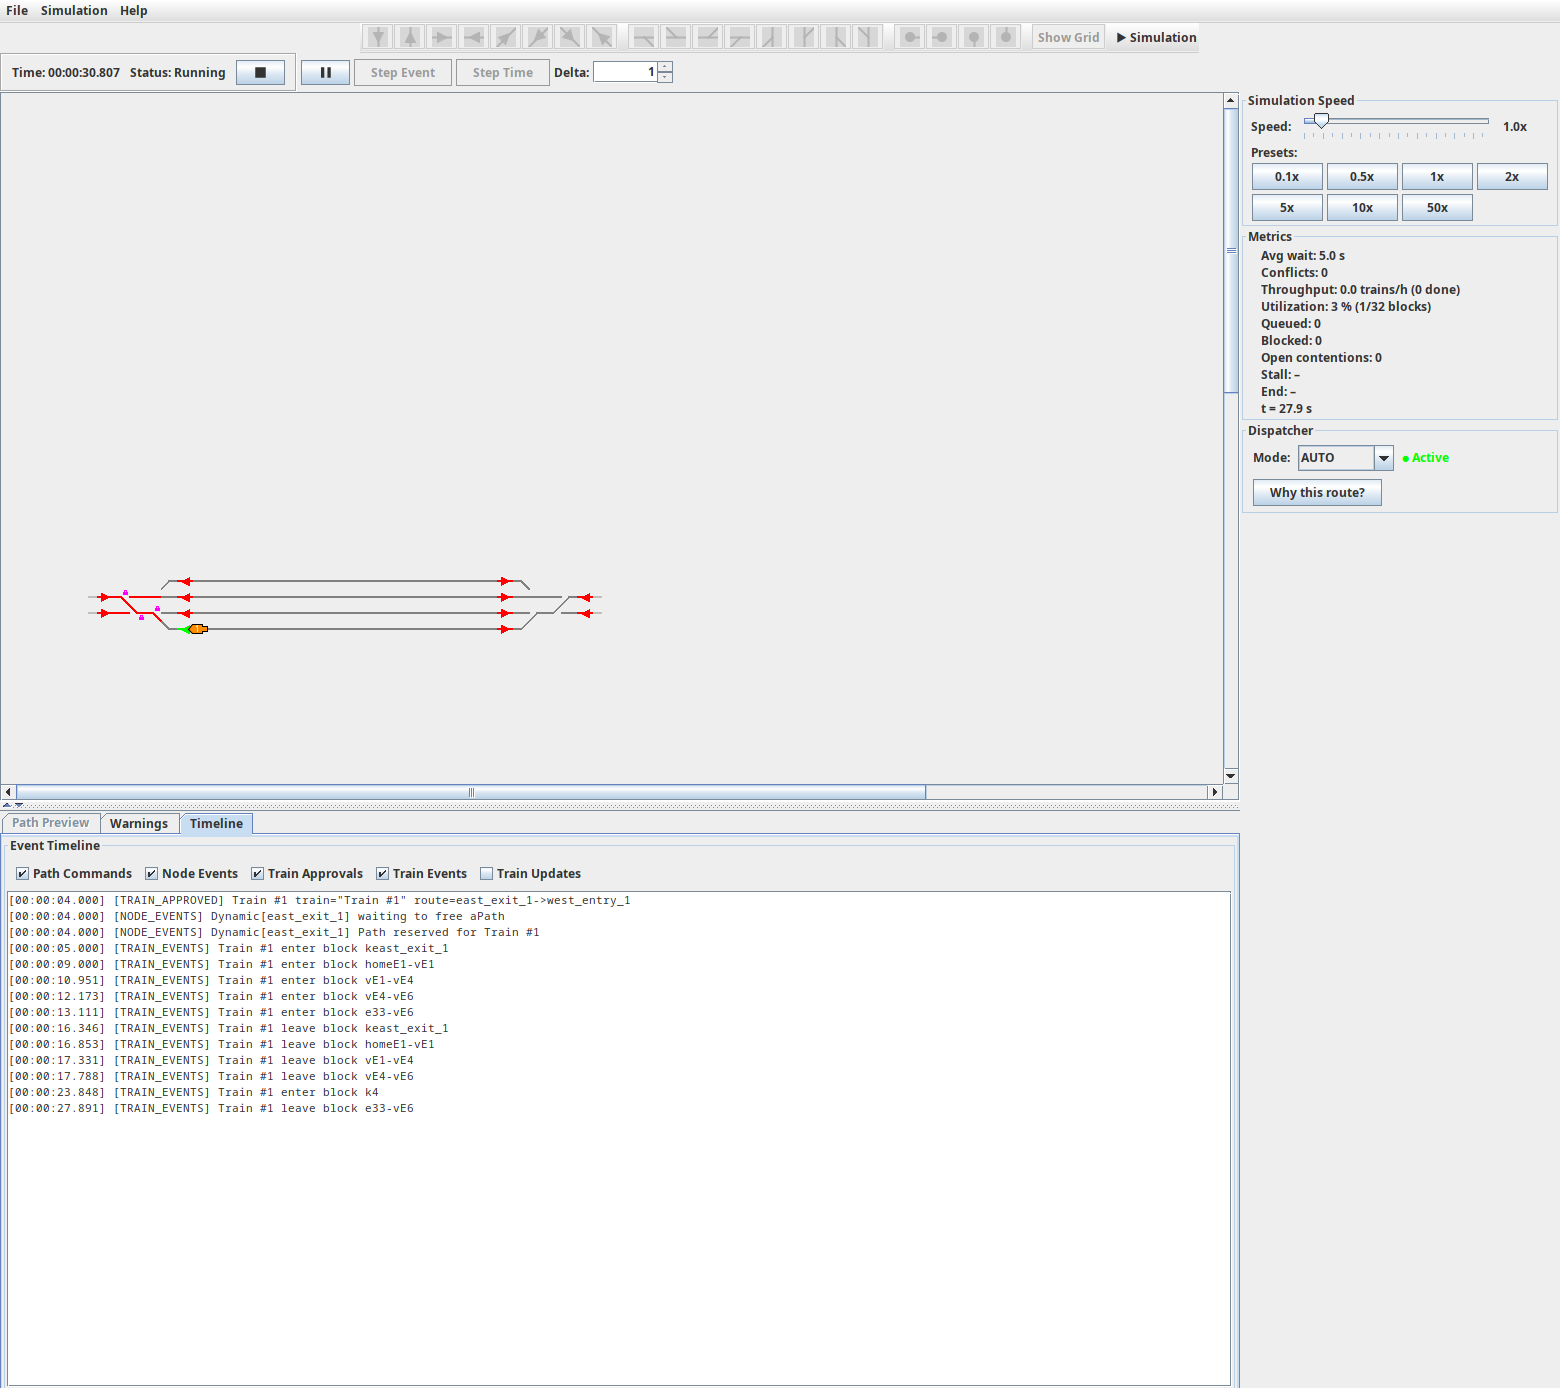 File Simulation Help
Show Grid Simulation
Time: 00:00:30.807 Status: Running Step Event Step Time Delta: 1
Simulation Speed
Speed: 1.0x
Presets:
0.1x 0.5x 1x 2x
5x 10x 50x
Metrics
Avg wait: 5.0 s
Conflicts: 0
Throughput: 0.0 trains/h (0 done)
Utilization: 3 % (1/32 blocks)
Queued: 0
Blocked: 0
Open contentions: 0
Stall: –
End: –
t = 27.9 s
Dispatcher
Mode: AUTO Active
Why this route?
Path Preview Warnings Timeline
Event Timeline
Path Commands Node Events Train Approvals Train Events Train Updates
[00:00:04.000] [TRAIN_APPROVED] Train #1 train="Train #1" route=east_exit_1->west_entry_1
[00:00:04.000] [NODE_EVENTS] Dynamic[east_exit_1] waiting to free aPath
[00:00:04.000] [NODE_EVENTS] Dynamic[east_exit_1] Path reserved for Train #1
[00:00:05.000] [TRAIN_EVENTS] Train #1 enter block keast_exit_1
[00:00:09.000] [TRAIN_EVENTS] Train #1 enter block homeE1-vE1
[00:00:10.951] [TRAIN_EVENTS] Train #1 enter block vE1-vE4
[00:00:12.173] [TRAIN_EVENTS] Train #1 enter block vE4-vE6
[00:00:13.111] [TRAIN_EVENTS] Train #1 enter block e33-vE6
[00:00:16.346] [TRAIN_EVENTS] Train #1 leave block keast_exit_1
[00:00:16.853] [TRAIN_EVENTS] Train #1 leave block homeE1-vE1
[00:00:17.331] [TRAIN_EVENTS] Train #1 leave block vE1-vE4
[00:00:17.788] [TRAIN_EVENTS] Train #1 leave block vE4-vE6
[00:00:23.848] [TRAIN_EVENTS] Train #1 enter block k4
[00:00:27.891] [TRAIN_EVENTS] Train #1 leave block e33-vE6